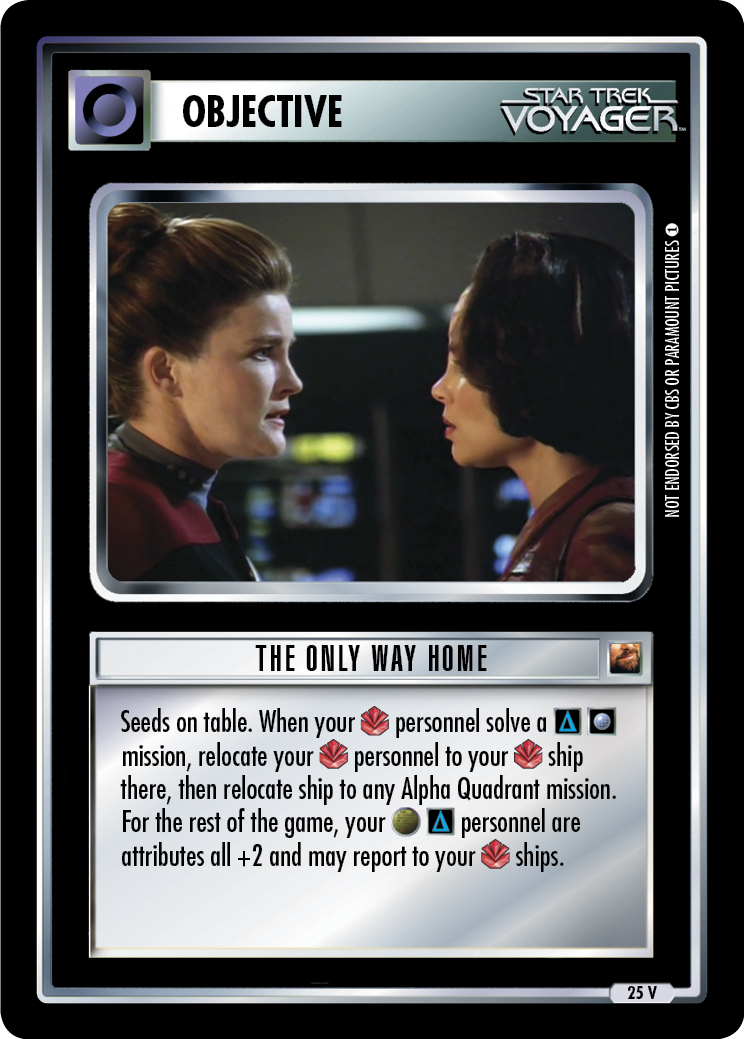 OBJECTIVE
STAR TREK
VOYAGER™
NOT ENDORSED BY CBS OR PARAMOUNT PICTURES 1
THE ONLY WAY HOME
Seeds on table. When your personnel solve a Δ
mission, relocate your personnel to your ship
there, then relocate ship to any Alpha Quadrant mission.
For the rest of the game, your Δ personnel are
attributes all +2 and may report to your ships.
25 V